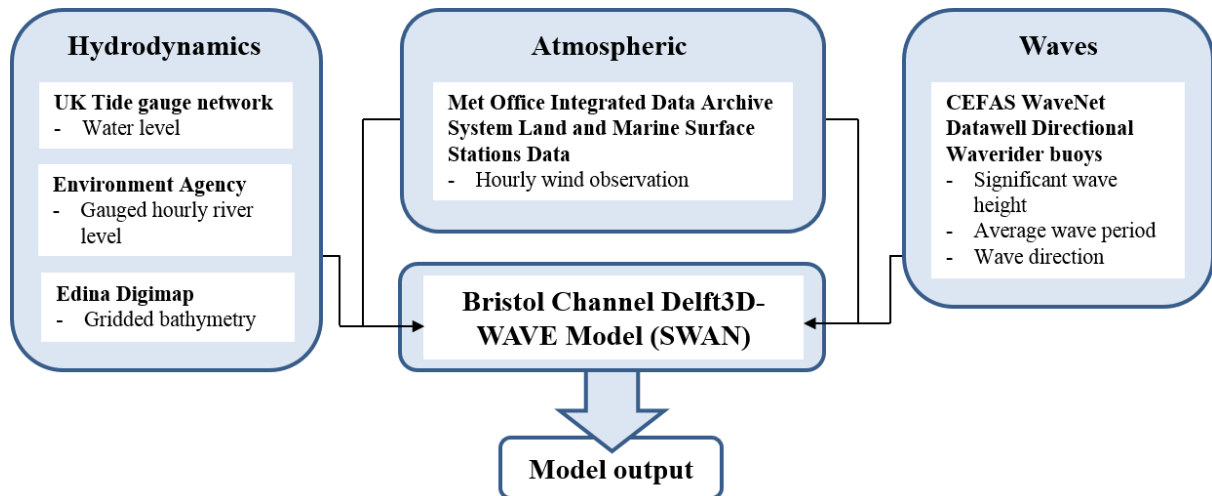 Hydrodynamics
UK Tide gauge network
- Water level
Environment Agency
- Gauged hourly river
level
Edina Digimap
- Gridded bathymetry
Atmospheric
Met Office Integrated Data Archive
System Land and Marine Surface
Stations Data
- Hourly wind observation
Waves
CEFAS WaveNet
Datawell Directional
Waverider buoys
- Significant wave
height
- Average wave period
- Wave direction
Bristol Channel Delft3D-
WAVE Model (SWAN)
Model output